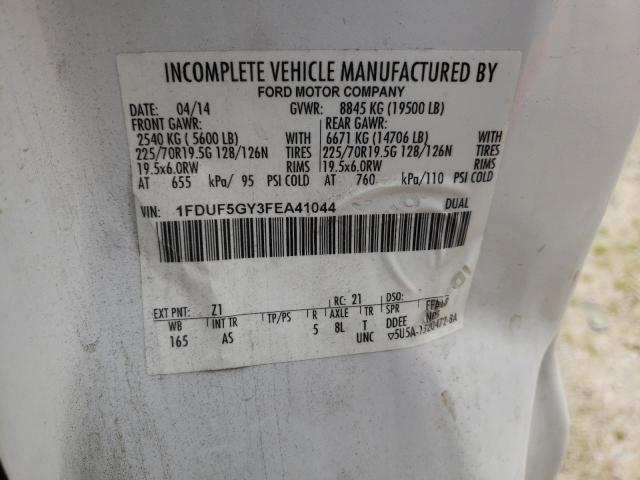 INCOMPLETE VEHICLE MANUFACTURED BY
FORD MOTOR COMPANY
DATE: 04/14 GVWR: 8845 KG (19500 LB)
FRONT GAWR: REAR GAWR:
2540 KG ( 5600 LB) WITH 6671 KG (14706 LB) WITH
225/70R19.5G 128/126N TIRES 225/70R19.5G 128/126N TIRES
19.5x6.0RW RIMS 19.5x6.0RW RIMS
AT 655 kPa/ 95 PSI COLD AT 760 kPa/110 PSI COLD
VIN: 1FDUF5GY3FEA41044 DUAL
EXT PNT: Z1 RC: 21 DSO:
WB INT TR TP/PS R AXLE TR SPR
165 AS 5 8L T DDEE
UNC